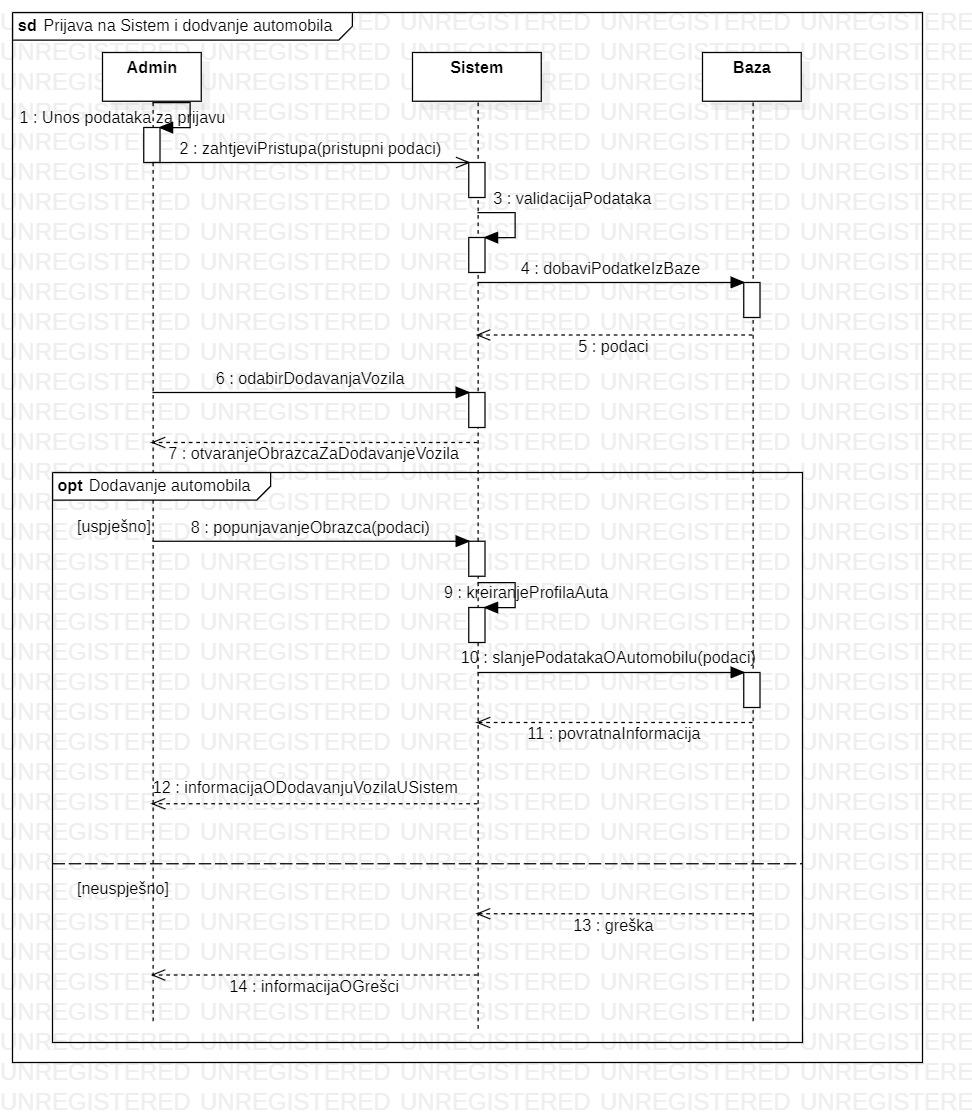 sd Prijava na Sistem i dodvanje automobila
Admin
Sistem
Baza
1 : Unos podataka za prijavu
2 : zahtjeviPristupa(pristupni podaci)
3 : validacijaPodataka
4 : dobaviPodatkeIzBaze
5 : podaci
6 : odabirDodavanjaVozila
7 : otvaranjeObrazcaZaDodavanjeVozila
opt Dodavanje automobila
[uspješno]
8 : popunjavanjeObrazca(podaci)
9 : kreiranjeProfilaAuta
10 : slanjePodatakaOAutomobilu(podaci)
11 : povratnaInformacija
12 : informacijaODodavanjuVozilaUSistem
[neuspješno]
13 : greška
14 : informacijaOGrešci
UNREGISTERED UNREGISTERED UNREGISTERED UNREGISTERED UNREGISTERED